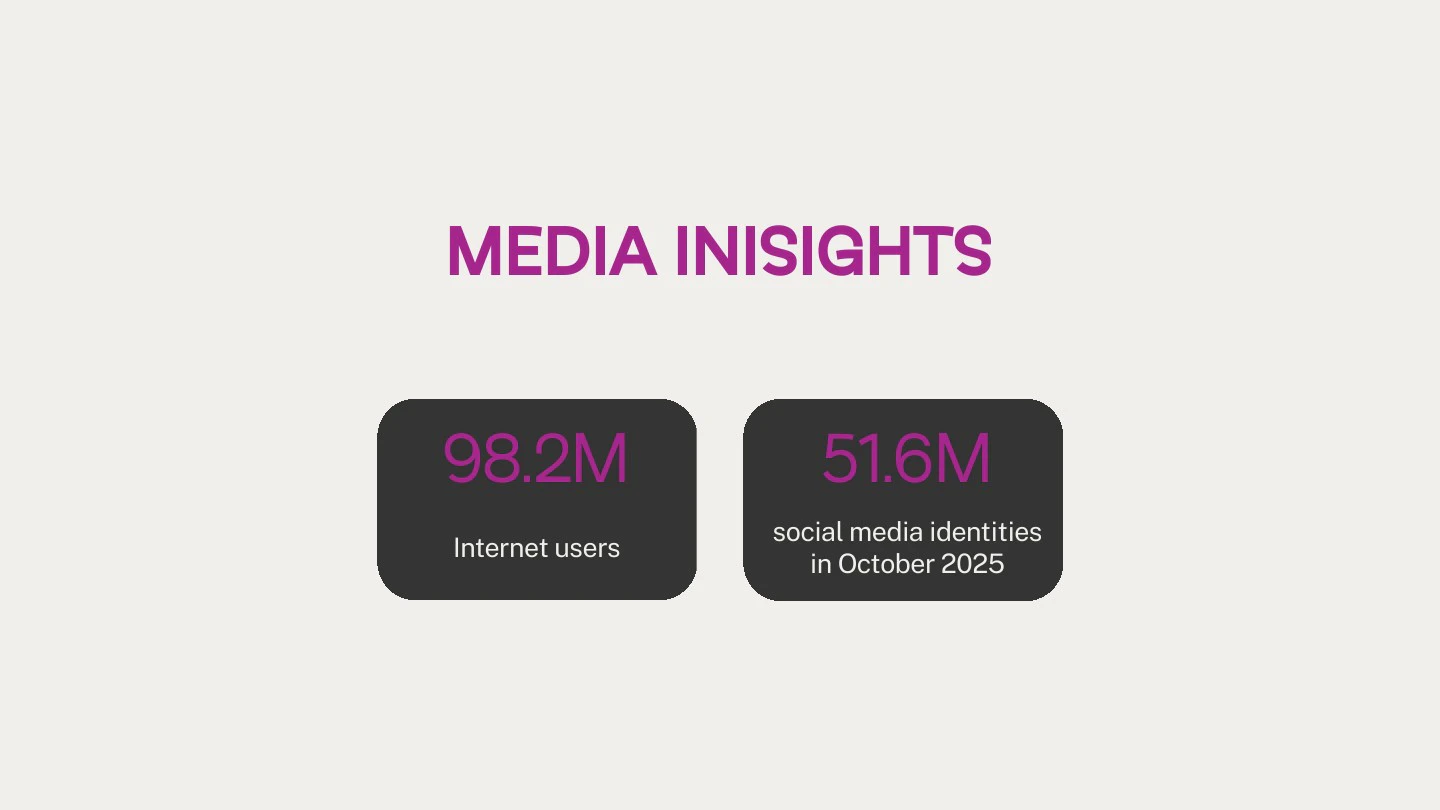 MEDIA INISIGHTS
98.2M
Internet users
51.6M
social media identities
in October 2025